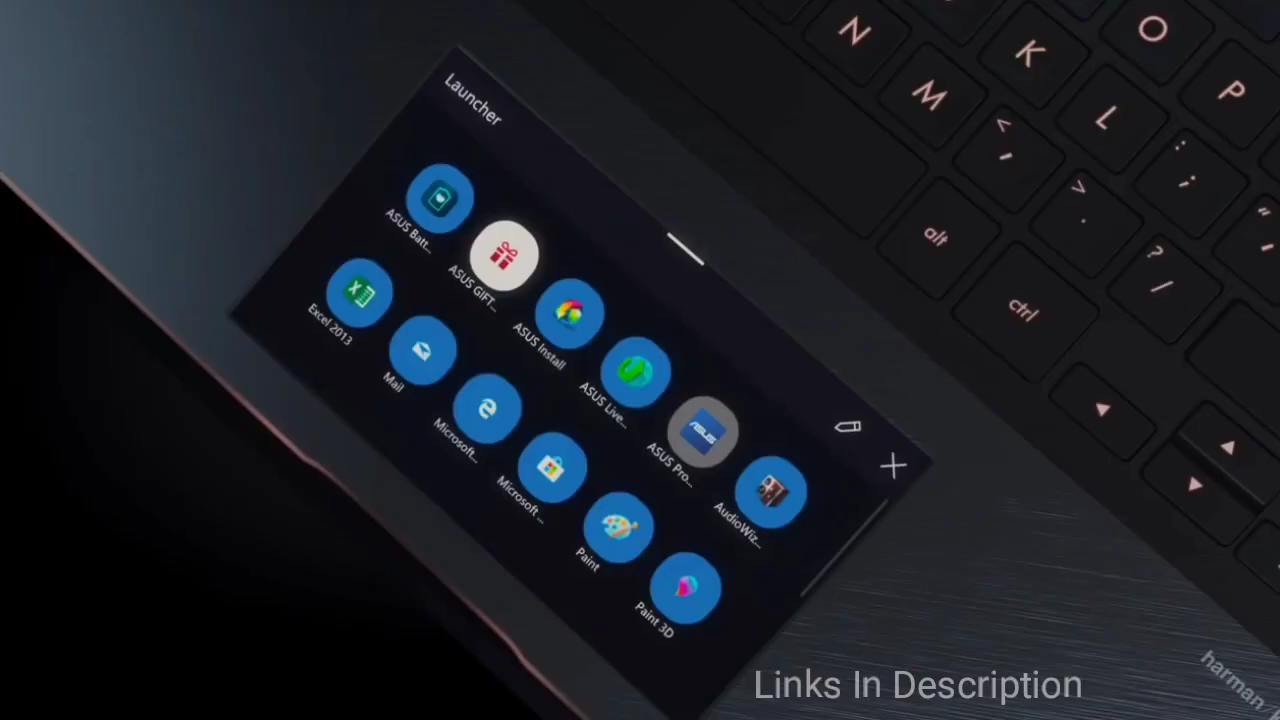 Launcher
ASUS Batt...
ASUS GIFT...
ASUS Install
ASUS Live...
ASUS Pro...
AudioWiz...
Excel 2013
Mail
Microsoft...
Microsoft ...
Paint
Paint 3D
/ISUS
N
M
K
O
L
P
<
,
>
.
:
;
?
/
"
'
alt
ctrl
harman
Links In Description